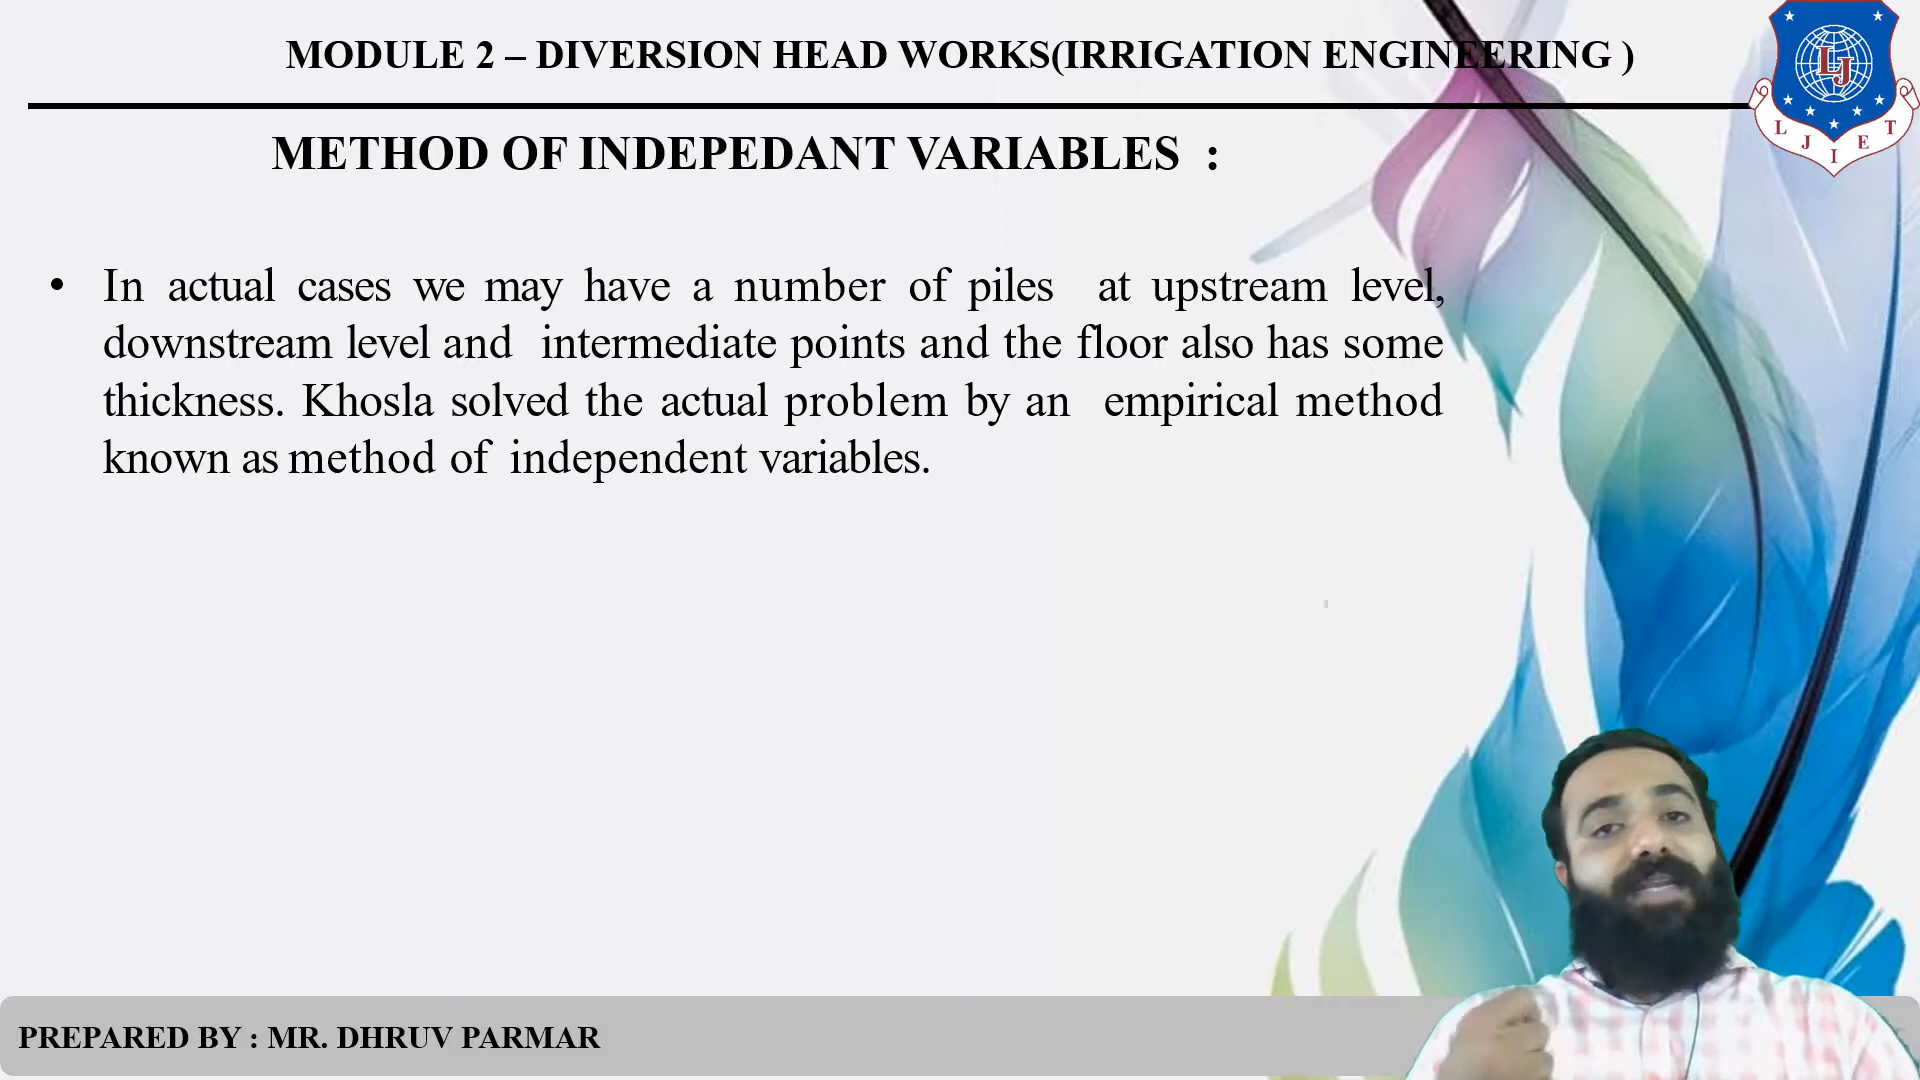 MODULE 2 – DIVERSION HEAD WORKS(IRRIGATION ENGINEERING )
LJ
L J I E T
METHOD OF INDEPEDANT VARIABLES :
• In actual cases we may have a number of piles at upstream level,
downstream level and intermediate points and the floor also has some
thickness. Khosla solved the actual problem by an empirical method
known as method of independent variables.
PREPARED BY : MR. DHRUV PARMAR